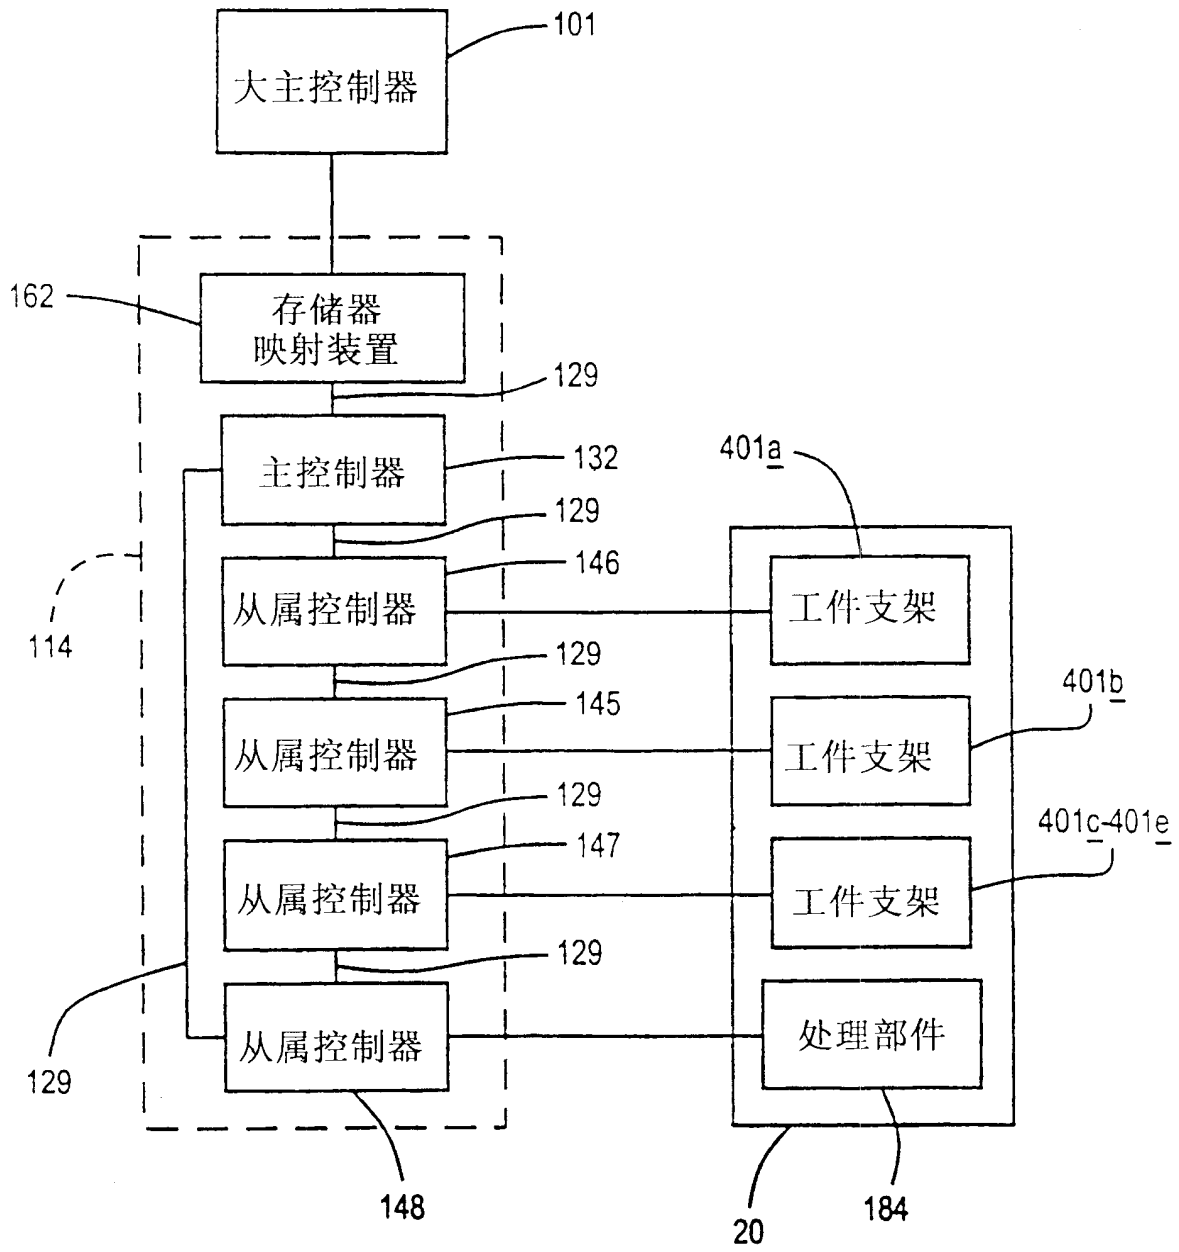 101
大主控制器
162
存储器
映射装置
129
主控制器
132
401a
129
146
从属控制器
工件支架
114
129
145
401b
从属控制器
工件支架
129
147
401c-401e
从属控制器
工件支架
129
从属控制器
处理部件
129
148
20
184